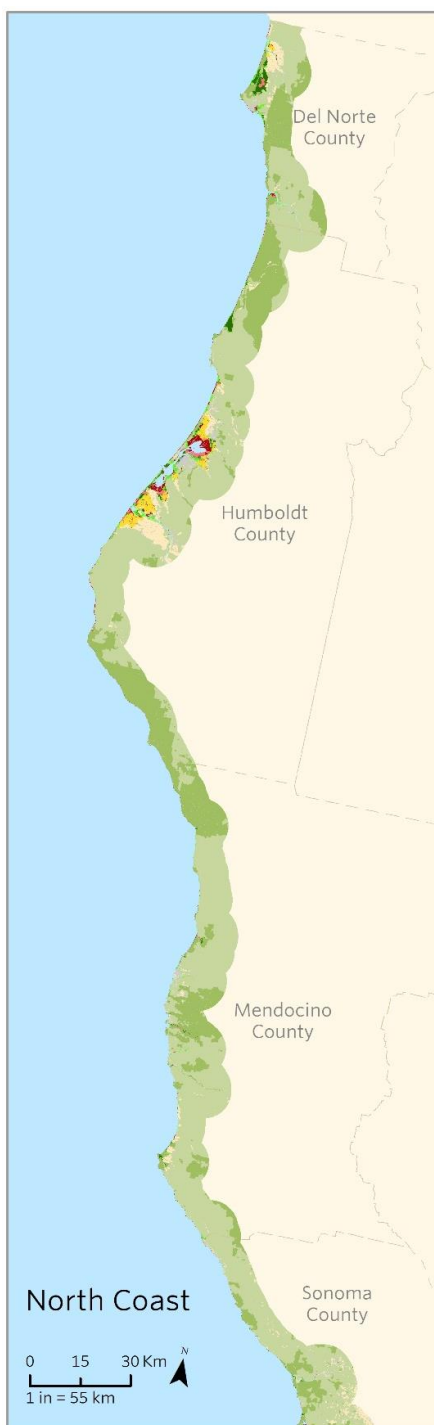 Del Norte
County
Humboldt
County
Mendocino
County
Sonoma
County
North Coast
N
0 15 30 Km
1 in = 55 km